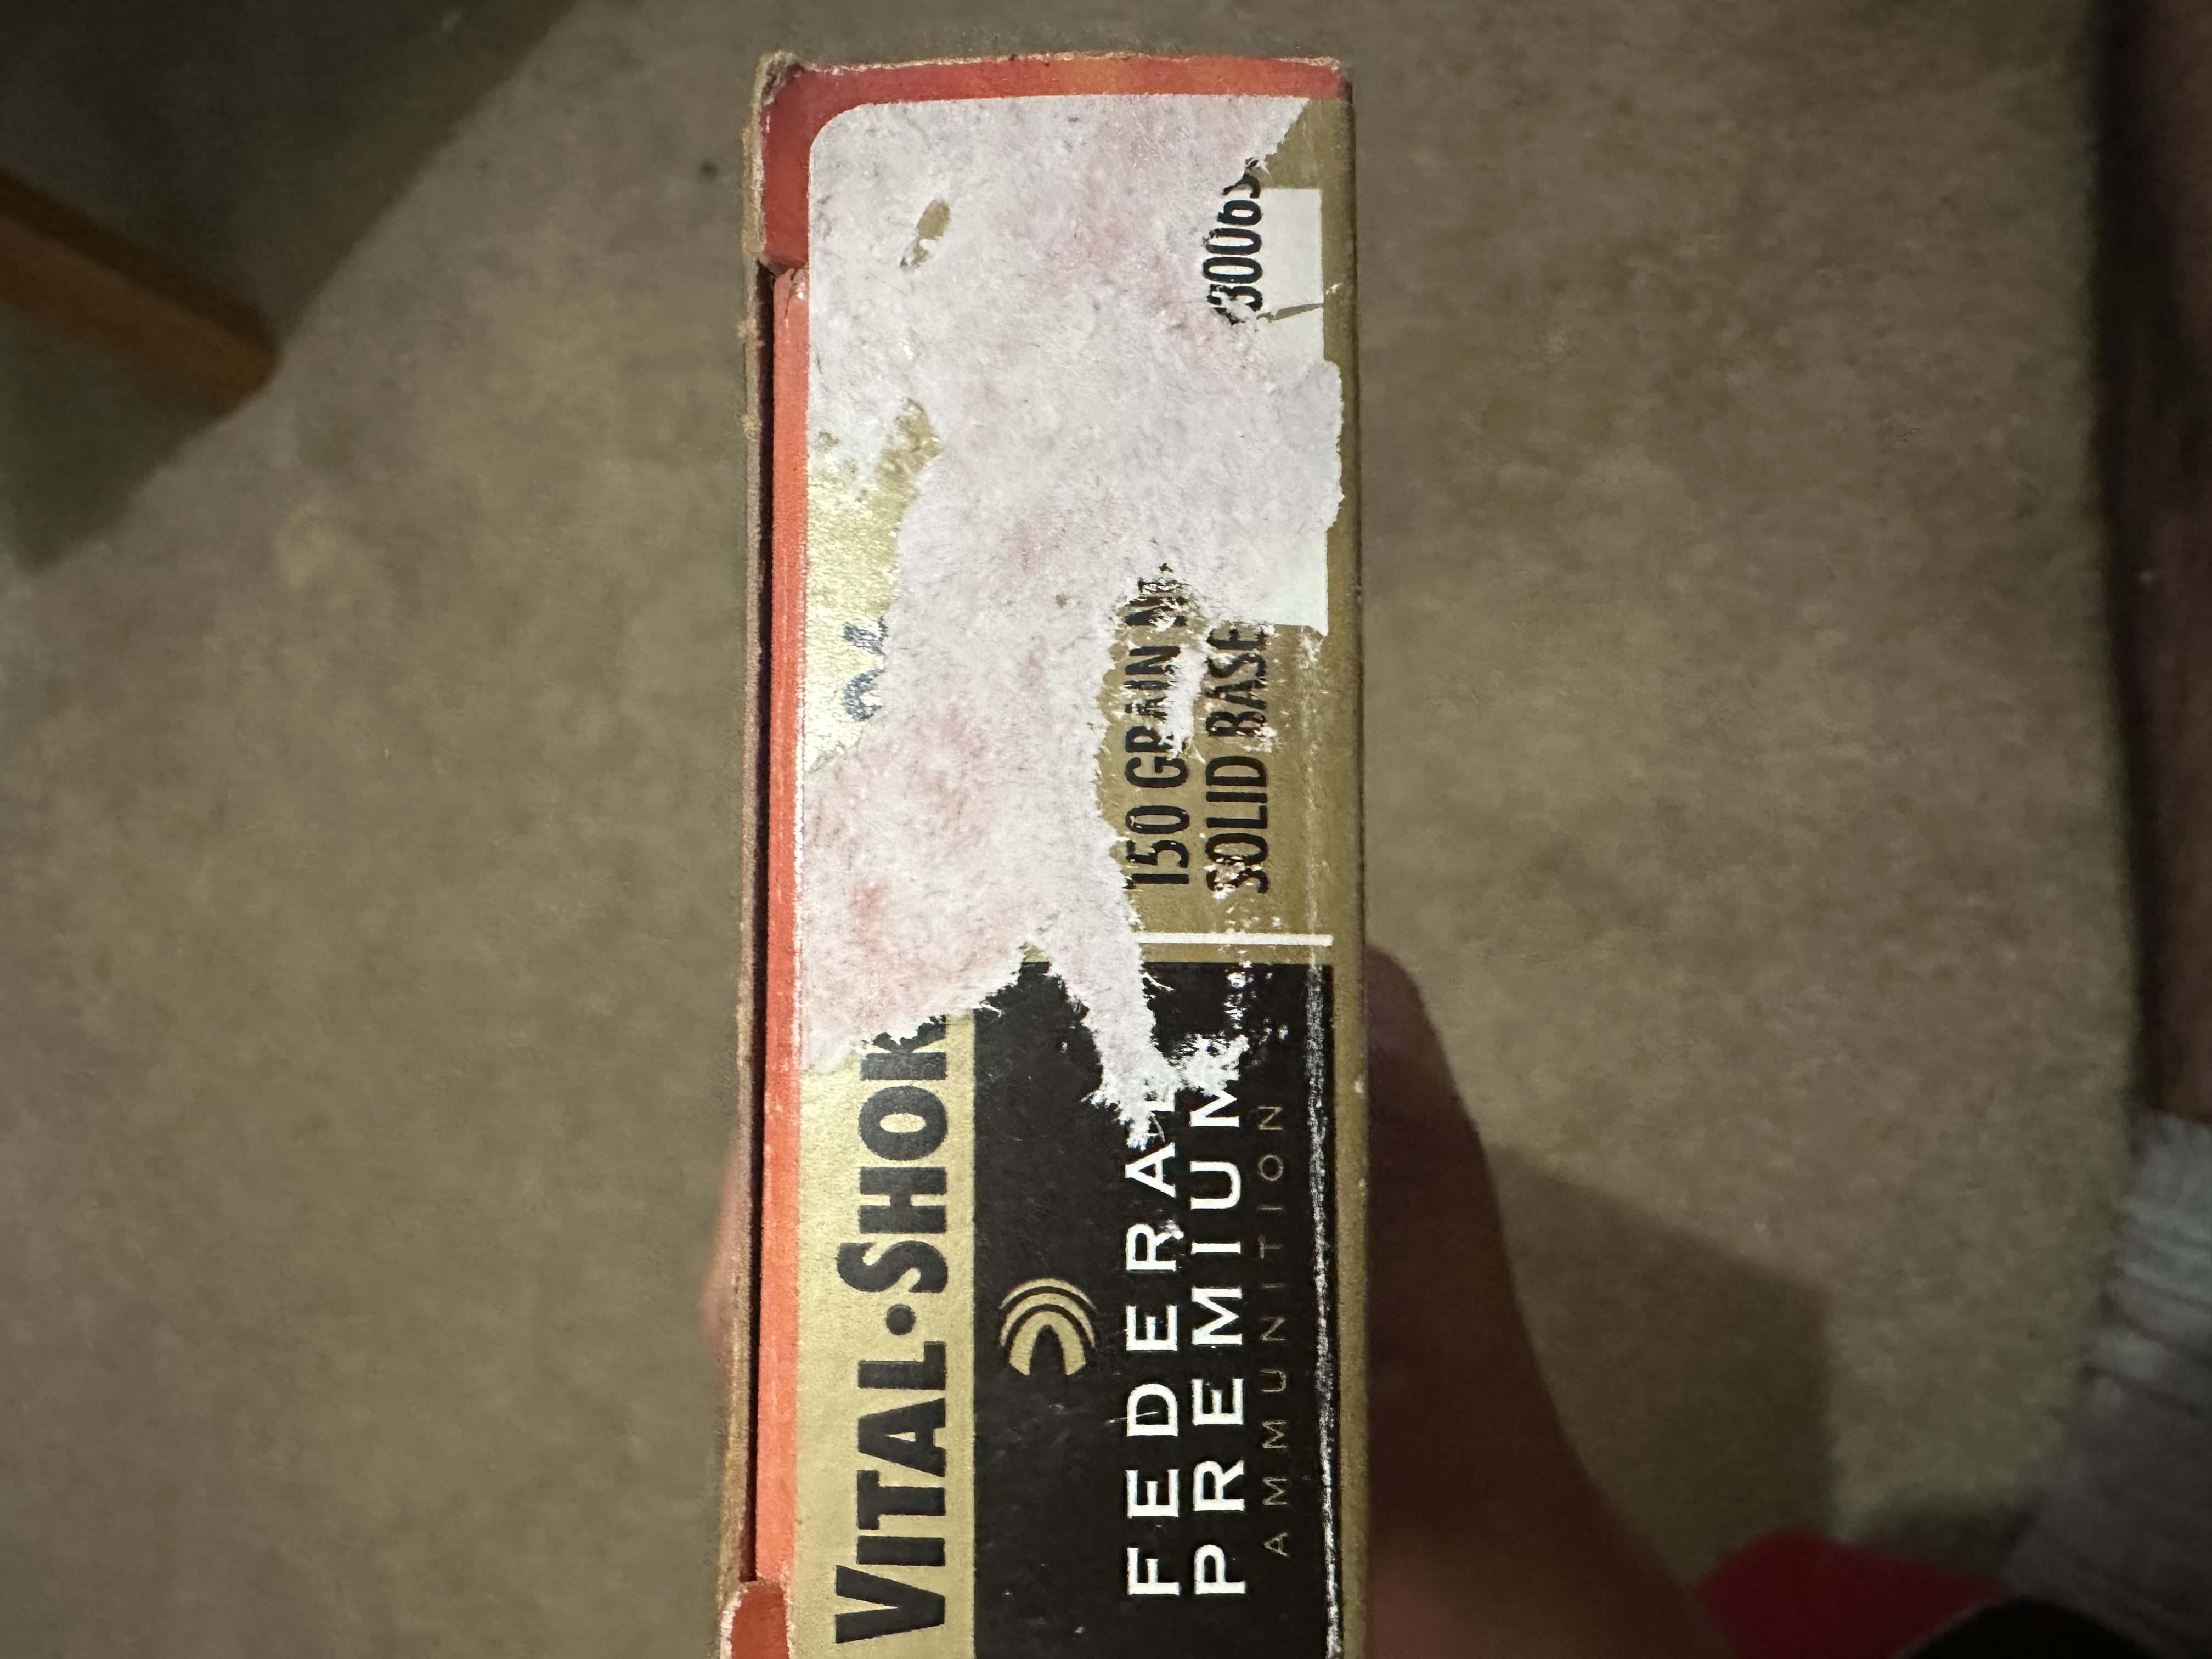 VITAL•SHOK
FEDERAL
PREMIUM
AMMUNITION
150 GRAIN
SOLID BASE